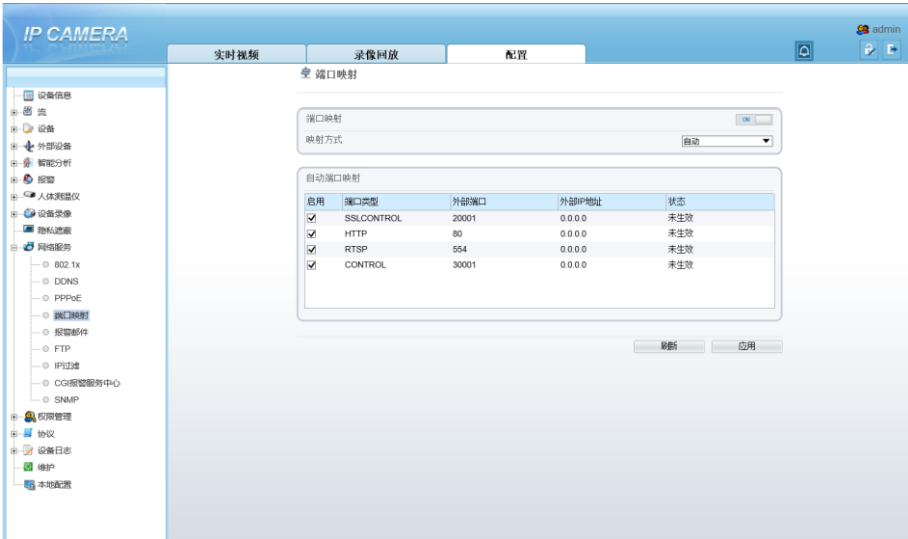 IP CAMERA
admin
实时视频 录像回放 配置
端口映射
设备信息
流
设备
外部设备
智能分析
报警
人体测温仪
设备录像
隐私遮蔽
网络服务
802.1x
DDNS
PPPoE
端口映射
报警邮件
FTP
IP过滤
CGI报警服务中心
SNMP
权限管理
协议
设备日志
维护
本地配置
端口映射 ON
映射方式 自动
自动端口映射
启用 端口类型 外部端口 外部IP地址 状态
SSLCONTROL 20001 0.0.0.0 未生效
HTTP 80 0.0.0.0 未生效
RTSP 554 0.0.0.0 未生效
CONTROL 30001 0.0.0.0 未生效
刷新 应用